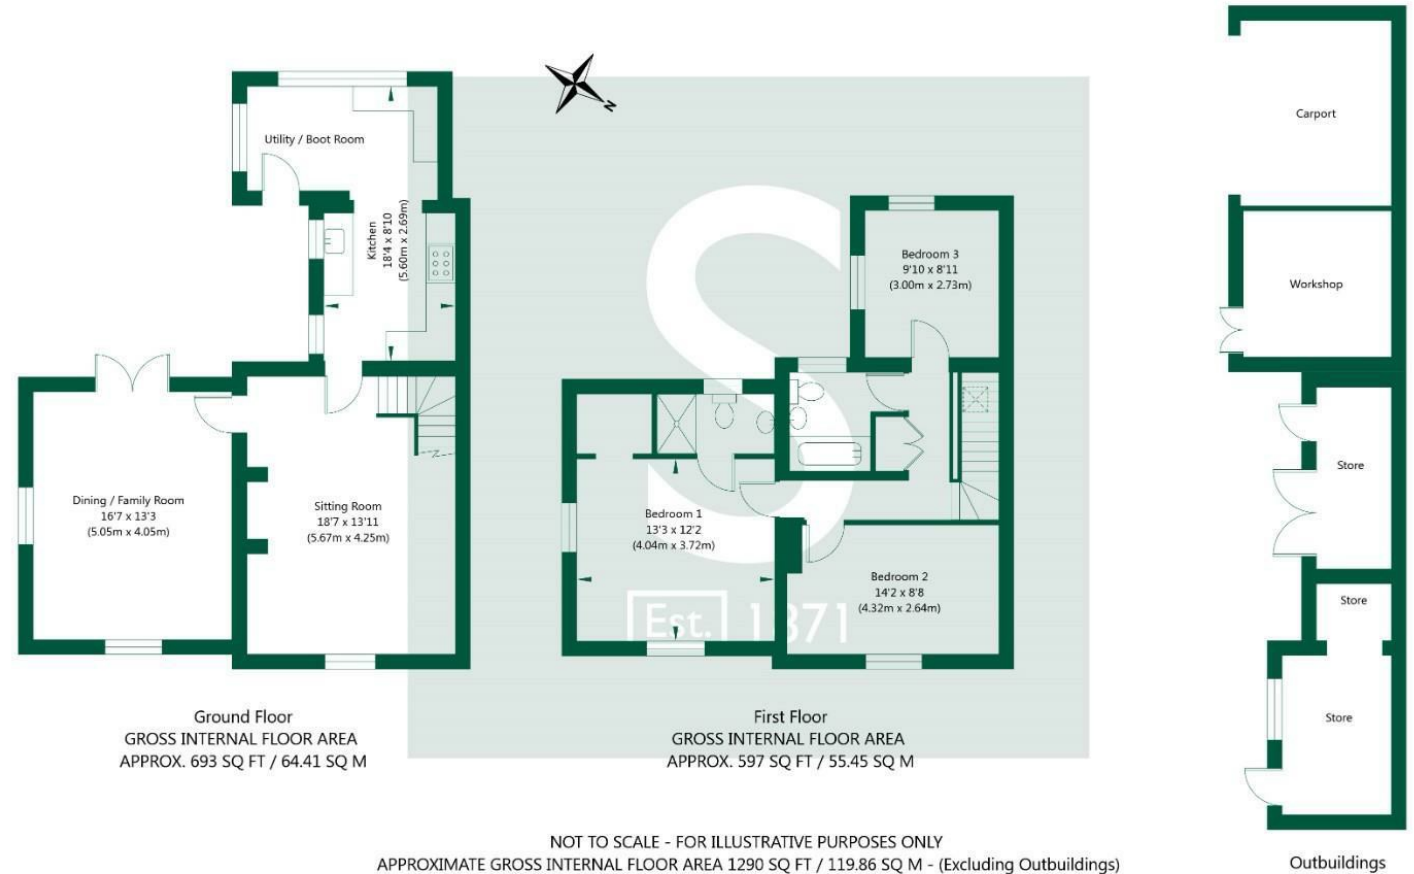 N
Carport
Utility / Boot Room
Kitchen
18'4 x 8'10
(5.60m x 2.69m)
Bedroom 3
9'10 x 8'11
(3.00m x 2.73m)
Workshop
Dining / Family Room
16'7 x 13'3
(5.05m x 4.05m)
Sitting Room
18'7 x 13'11
(5.67m x 4.25m)
Bedroom 1
13'3 x 12'2
(4.04m x 3.72m)
Bedroom 2
14'2 x 8'8
(4.32m x 2.64m)
S
Est. 1871
Store
Store
Store
Ground Floor
GROSS INTERNAL FLOOR AREA
APPROX. 693 SQ FT / 64.41 SQ M
First Floor
GROSS INTERNAL FLOOR AREA
APPROX. 597 SQ FT / 55.45 SQ M
NOT TO SCALE - FOR ILLUSTRATIVE PURPOSES ONLY
APPROXIMATE GROSS INTERNAL FLOOR AREA 1290 SQ FT / 119.86 SQ M - (Excluding Outbuildings)
Outbuildings